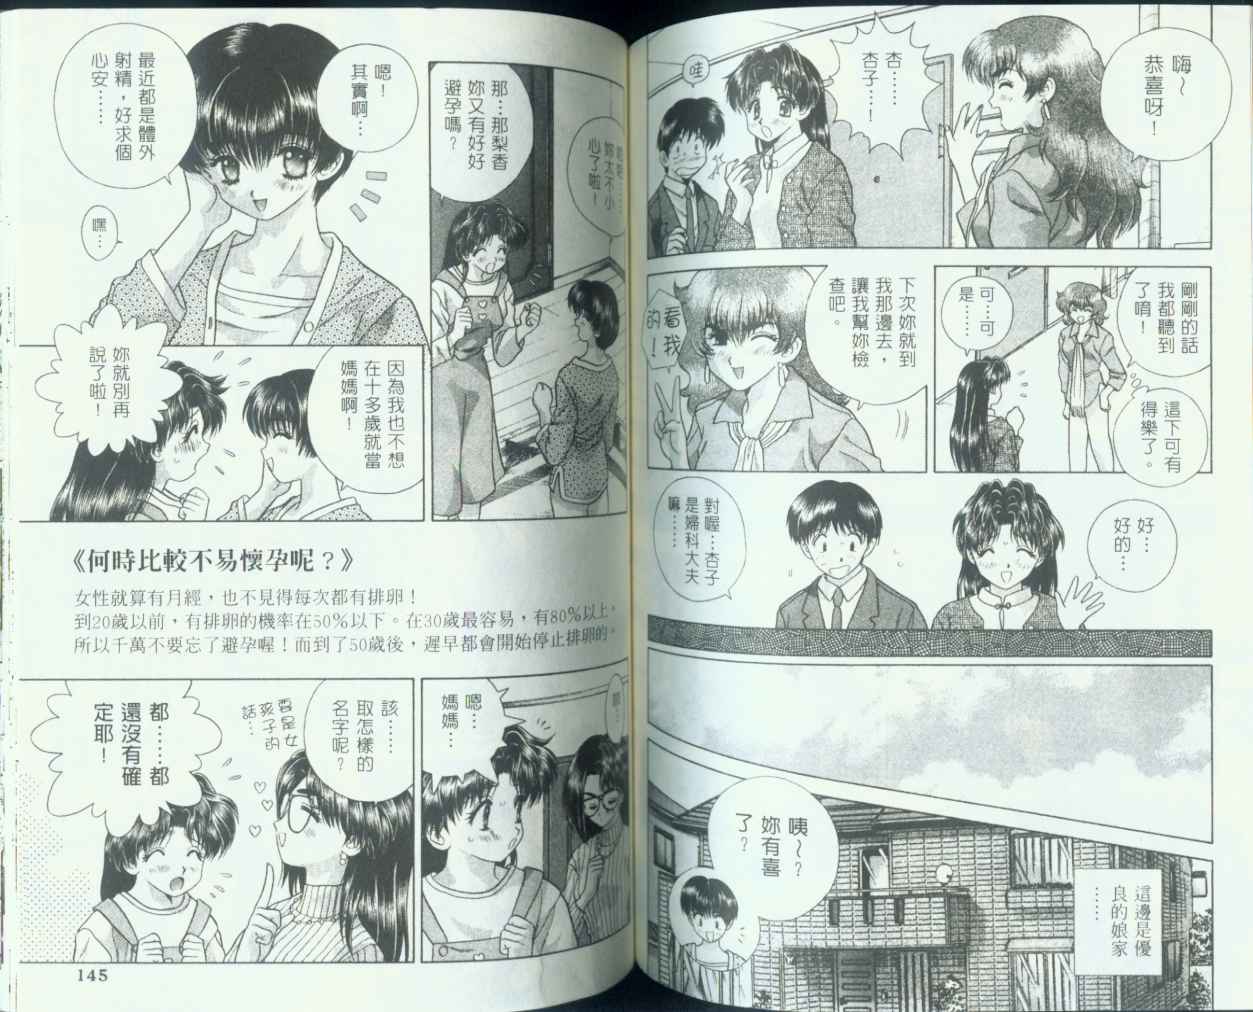 嗨～
恭喜呀！
杏…
杏子……！
哇
剛剛的話
我都聽到
了唷！
這下可有
得樂了。
可…可
是……
下次妳就到
我那邊去，
讓我幫妳檢
查吧。
看我
的！
好…
好的…
對喔…杏子
是婦科大夫
嘛……
咦～？
妳有喜
了？
這邊是優
良的娘家
……
妳太不小
心了啦！
那…那梨香
妳又有好好
避孕嗎？
嗯！
其實啊…
最近都是體外
射精，好求個
心安……
嘿…
因為我也不想
在十多歲就當
媽媽啊！
妳就別再
說了啦！
《何時比較不易懷孕呢？》
女性就算有月經，也不見得每次都有排卵！
到20歲以前，有排卵的機率在50%以下。在30歲最容易，有80%以上。
所以千萬不要忘了避孕喔！而到了50歲後，遲早都會開始停止排卵的。
嗯…
媽媽…
該……
取怎樣的
名字呢？
要是女
孩子的
話…
都……都
還沒有確
定耶！
145